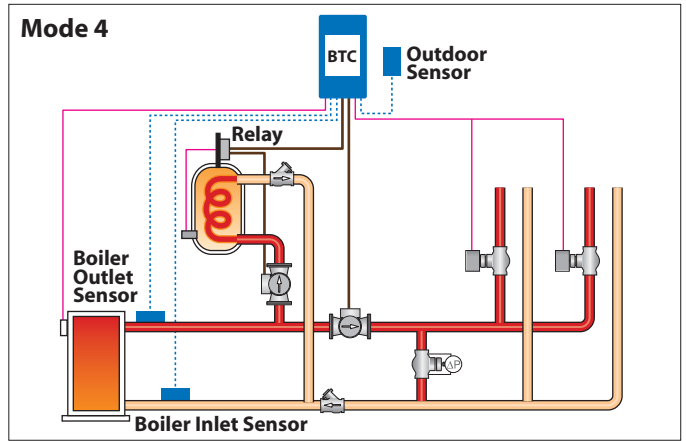 Mode 4
BTC
Outdoor
Sensor
Relay
Boiler
Outlet
Sensor
ΔP
Boiler Inlet Sensor